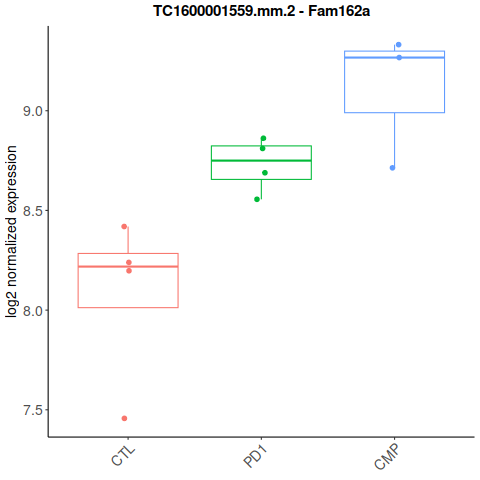 TC1600001559.mm.2 - Fam162a
log2 normalized expression
9.0
8.5
8.0
7.5
CTL
PD1
CMP